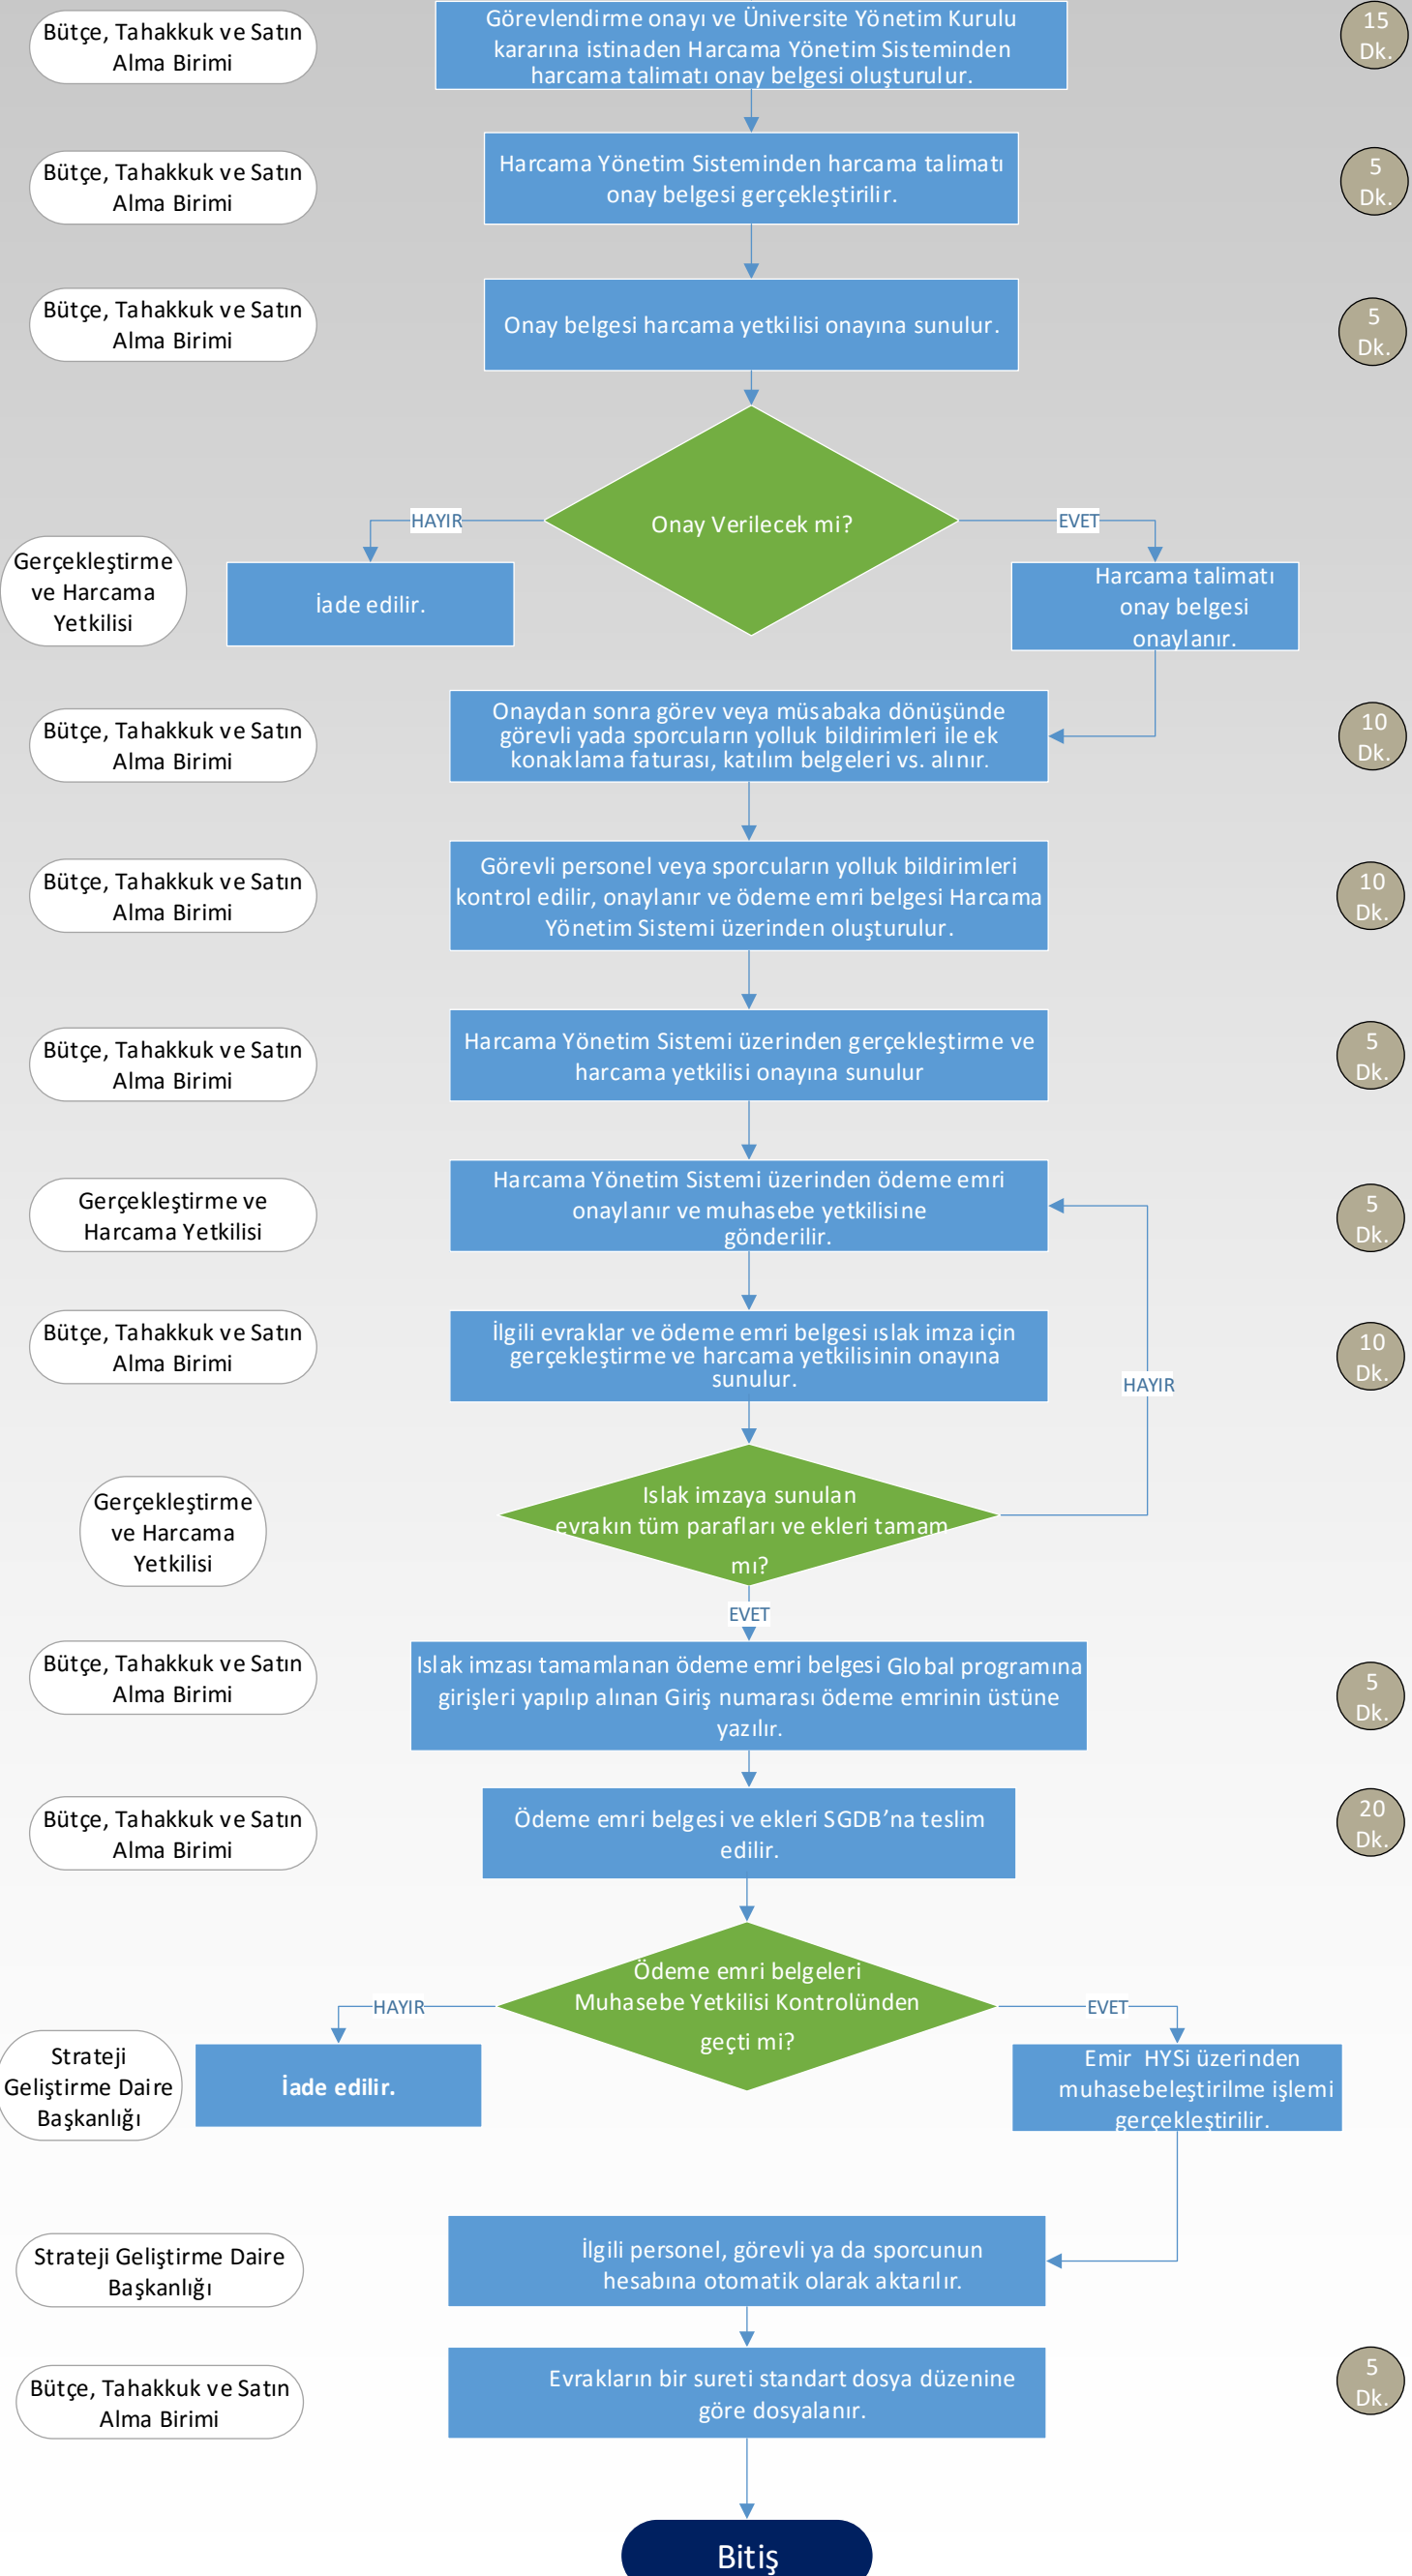 Bütçe, Tahakkuk ve Satın
Alma Birimi
Görevlendirme onayı ve Üniversite Yönetim Kurulu
kararına istinaden Harcama Yönetim Sisteminden
harcama talimatı onay belgesi oluşturulur.
15
Dk.
Bütçe, Tahakkuk ve Satın
Alma Birimi
Harcama Yönetim Sisteminden harcama talimatı
onay belgesi gerçekleştirilir.
5
Dk.
Bütçe, Tahakkuk ve Satın
Alma Birimi
Onay belgesi harcama yetkilisi onayına sunulur.
5
Dk.
Onay Verilecek mi?
HAYIR
EVET
Gerçekleştirme
ve Harcama
Yetkilisi
İade edilir.
Harcama talimatı
onay belgesi
onaylanır.
Bütçe, Tahakkuk ve Satın
Alma Birimi
Onaydan sonra görev veya müsabaka dönüşünde
görevli yada sporcuların yolluk bildirimleri ile ek
konaklama faturası, katılım belgeleri vs. alınır.
10
Dk.
Bütçe, Tahakkuk ve Satın
Alma Birimi
Görevli personel veya sporcuların yolluk bildirimleri
kontrol edilir, onaylanır ve ödeme emri belgesi Harcama
Yönetim Sistemi üzerinden oluşturulur.
10
Dk.
Bütçe, Tahakkuk ve Satın
Alma Birimi
Harcama Yönetim Sistemi üzerinden gerçekleştirme ve
harcama yetkilisi onayına sunulur
5
Dk.
Gerçekleştirme ve
Harcama Yetkilisi
Harcama Yönetim Sistemi üzerinden ödeme emri
onaylanır ve muhasebe yetkilisine
gönderilir.
5
Dk.
Bütçe, Tahakkuk ve Satın
Alma Birimi
İlgili evraklar ve ödeme emri belgesi ıslak imza için
gerçekleştirme ve harcama yetkilisinin onayına
sunulur.
10
Dk.
HAYIR
Gerçekleştirme
ve Harcama
Yetkilisi
Islak imzaya sunulan
evrakın tüm parafları ve ekleri tamam
mı?
EVET
Bütçe, Tahakkuk ve Satın
Alma Birimi
Islak imzası tamamlanan ödeme emri belgesi Global programına
girişleri yapılıp alınan Giriş numarası ödeme emrinin üstüne
yazılır.
5
Dk.
Bütçe, Tahakkuk ve Satın
Alma Birimi
Ödeme emri belgesi ve ekleri SGDB’na teslim
edilir.
20
Dk.
Ödeme emri belgeleri
Muhasebe Yetkilisi Kontrolünden
geçti mi?
HAYIR
EVET
Strateji
Geliştirme Daire
Başkanlığı
İade edilir.
Emir HYSi üzerinden
muhasebeleştirilme işlemi
gerçekleştirilir.
Strateji Geliştirme Daire
Başkanlığı
İlgili personel, görevli ya da sporcunun
hesabına otomatik olarak aktarılır.
Bütçe, Tahakkuk ve Satın
Alma Birimi
Evrakların bir sureti standart dosya düzenine
göre dosyalanır.
5
Dk.
Bitiş